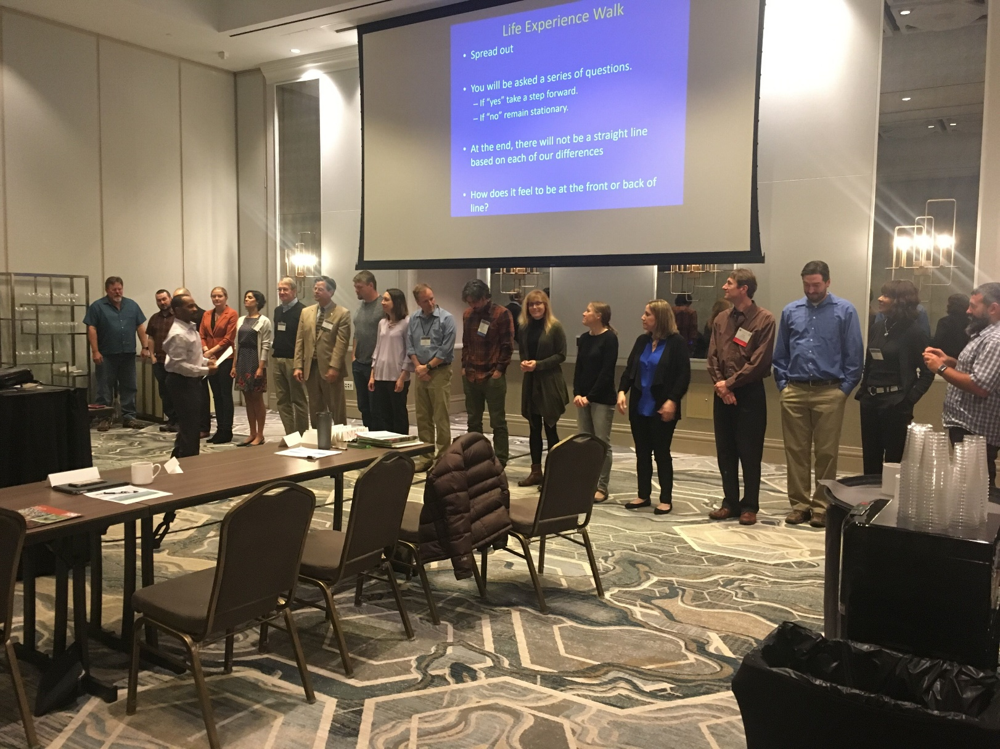 Life Experience Walk
• Spread out
• You will be asked a series of questions.
– If “yes” take a step forward.
– If “no” remain stationary.
• At the end, there will not be a straight line
based on each of our differences
• How does it feel to be at the front or back of
line?